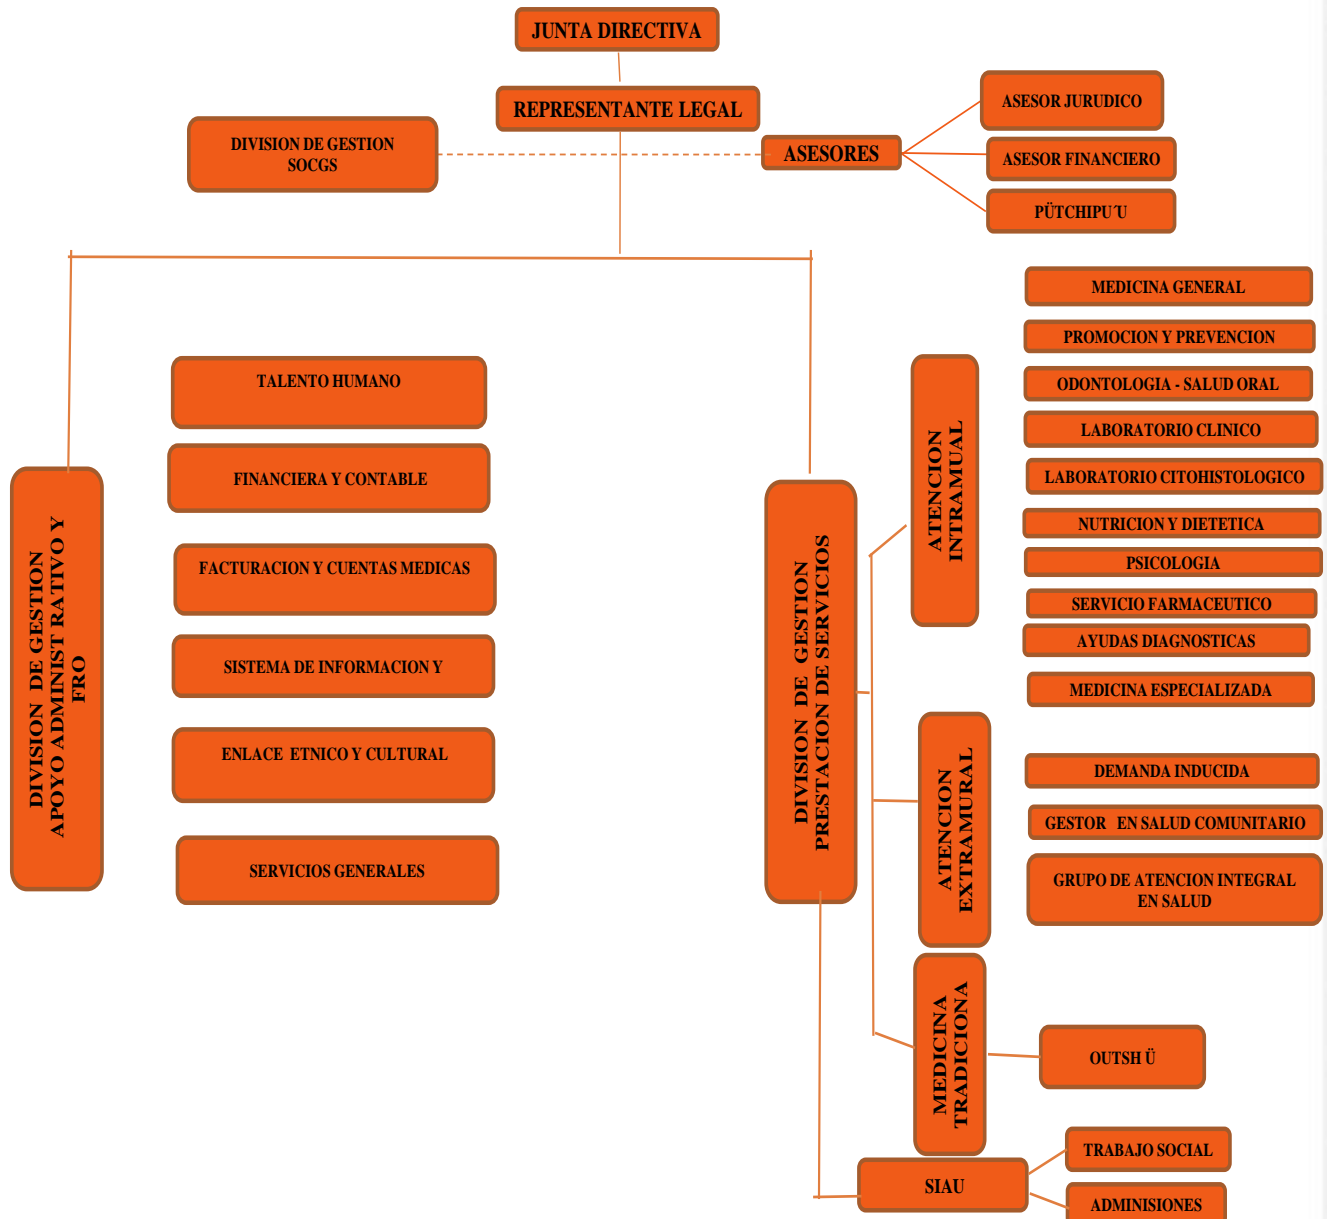 JUNTA DIRECTIVA
REPRESENTANTE LEGAL
DIVISION DE GESTION
SOCGS
ASESORES
ASESOR JURUDICO
ASESOR FINANCIERO
PÜTCHIPU´U
DIVISION DE GESTION
APOYO ADMINIST RATIVO Y
FRO
TALENTO HUMANO
FINANCIERA Y CONTABLE
FACTURACION Y CUENTAS MEDICAS
SISTEMA DE INFORMACION Y
ENLACE ETNICO Y CULTURAL
SERVICIOS GENERALES
DIVISION DE GESTION
PRESTACION DE SERVICIOS
ATENCION
INTRAMUAL
MEDICINA GENERAL
PROMOCION Y PREVENCION
ODONTOLOGIA - SALUD ORAL
LABORATORIO CLINICO
LABORATORIO CITOHISTOLOGICO
NUTRICION Y DIETETICA
PSICOLOGIA
SERVICIO FARMACEUTICO
AYUDAS DIAGNOSTICAS
MEDICINA ESPECIALIZADA
ATENCION
EXTRAMURAL
DEMANDA INDUCIDA
GESTOR EN SALUD COMUNITARIO
GRUPO DE ATENCION INTEGRAL
EN SALUD
MEDICINA
TRADICIONA
OUTSH Ü
SIAU
TRABAJO SOCIAL
ADMINISIONES